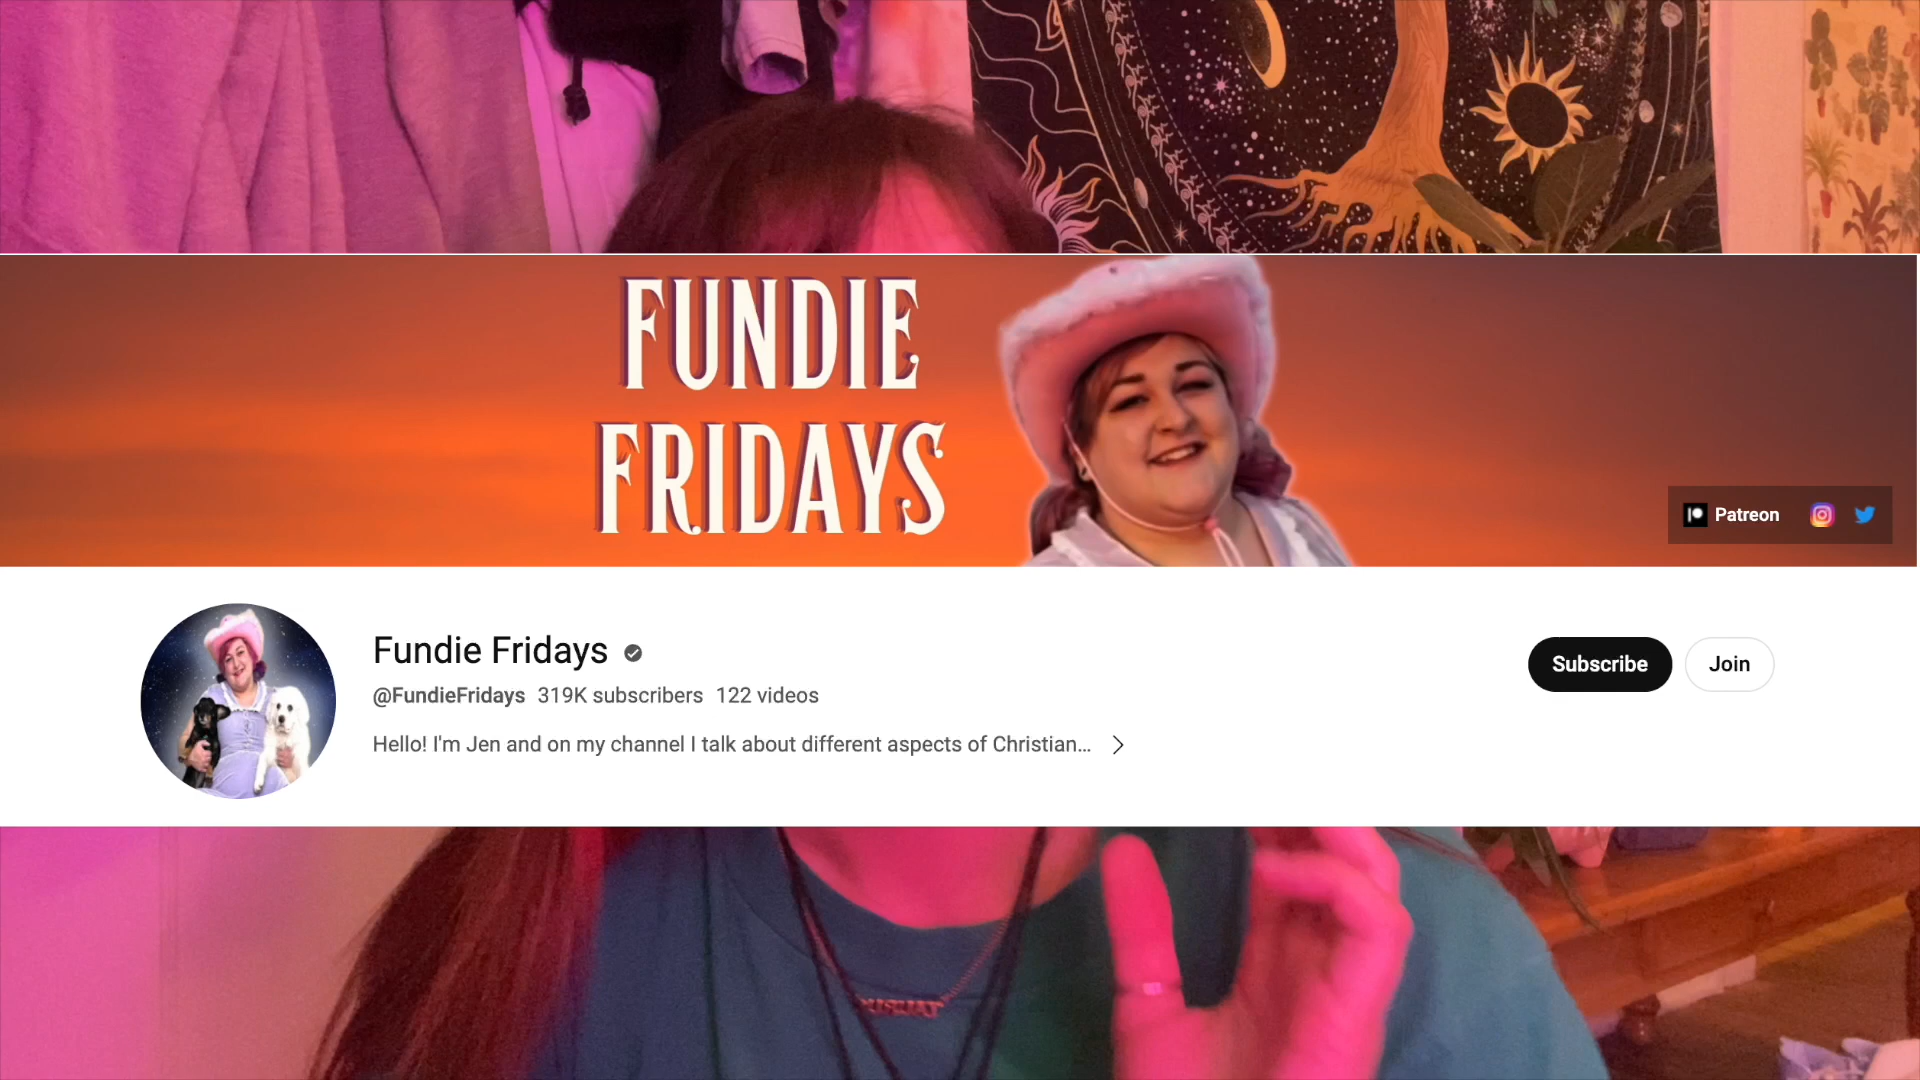 FUNDIE
FRIDAYS
Patreon
Fundie Fridays
@FundieFridays 319K subscribers 122 videos
Hello! I'm Jen and on my channel I talk about different aspects of Christian...
Subscribe
Join